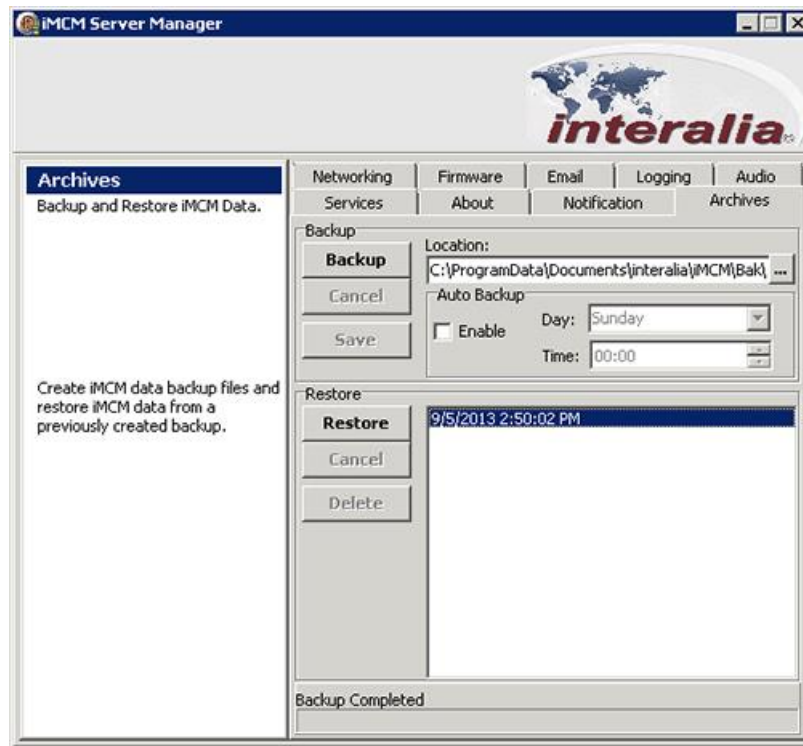 iMCM Server Manager
interalia
Archives
Backup and Restore iMCM Data.
Create iMCM data backup files and
restore iMCM data from a
previously created backup.
Networking Firmware Email Logging Audio
Services About Notification Archives
Backup
Backup
Cancel
Save
Location:
C:\ProgramData\Documents\interalia\iMCM\Bak\ ...
Auto Backup
Enable
Day: Sunday
Time: 00:00
Restore
Restore
Cancel
Delete
9/5/2013 2:50:02 PM
Backup Completed